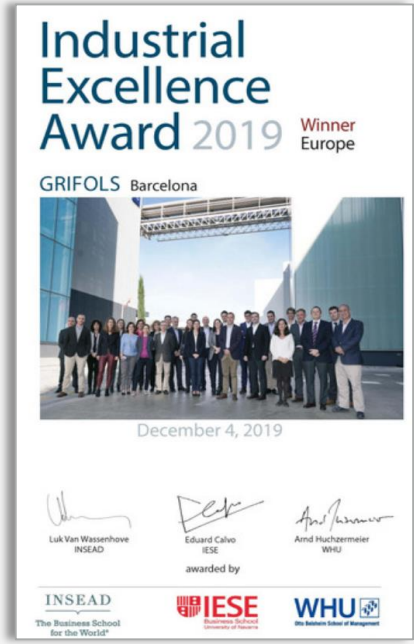 Industrial
Excellence
Award 2019 Winner
Europe
GRIFOLS Barcelona
December 4, 2019
Luk Van Wassenhove
INSEAD
Eduard Calvo
IESE
Arnd Huchzermeier
WHU
awarded by
INSEAD
The Business School
for the World®
IESE
Business School
University of Navarra
WHU
Otto Beisheim School of Management